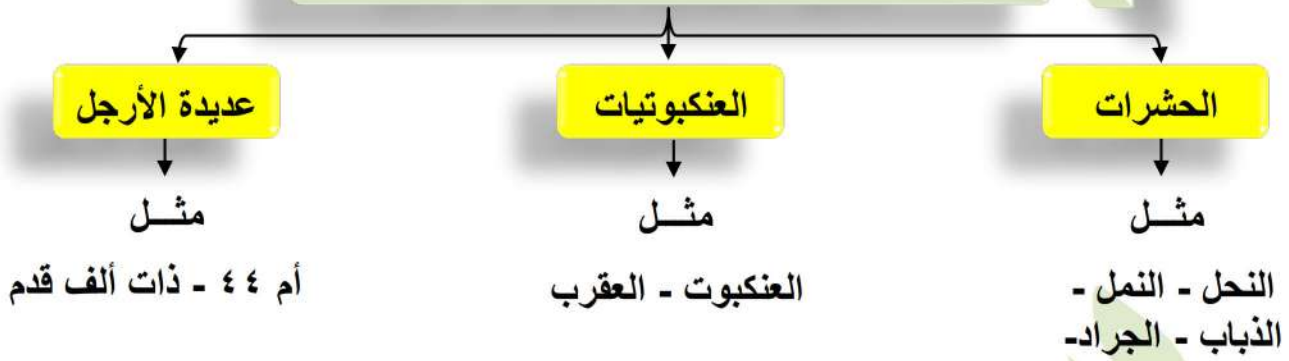 الحشرات
العنكبوتيات
عديدة الأرجل
مثـــل
مثـــل
مثـــل
النحل - النمل -
الذباب - الجراد-
العنكبوت - العقرب
أم ٤٤ - ذات ألف قدم